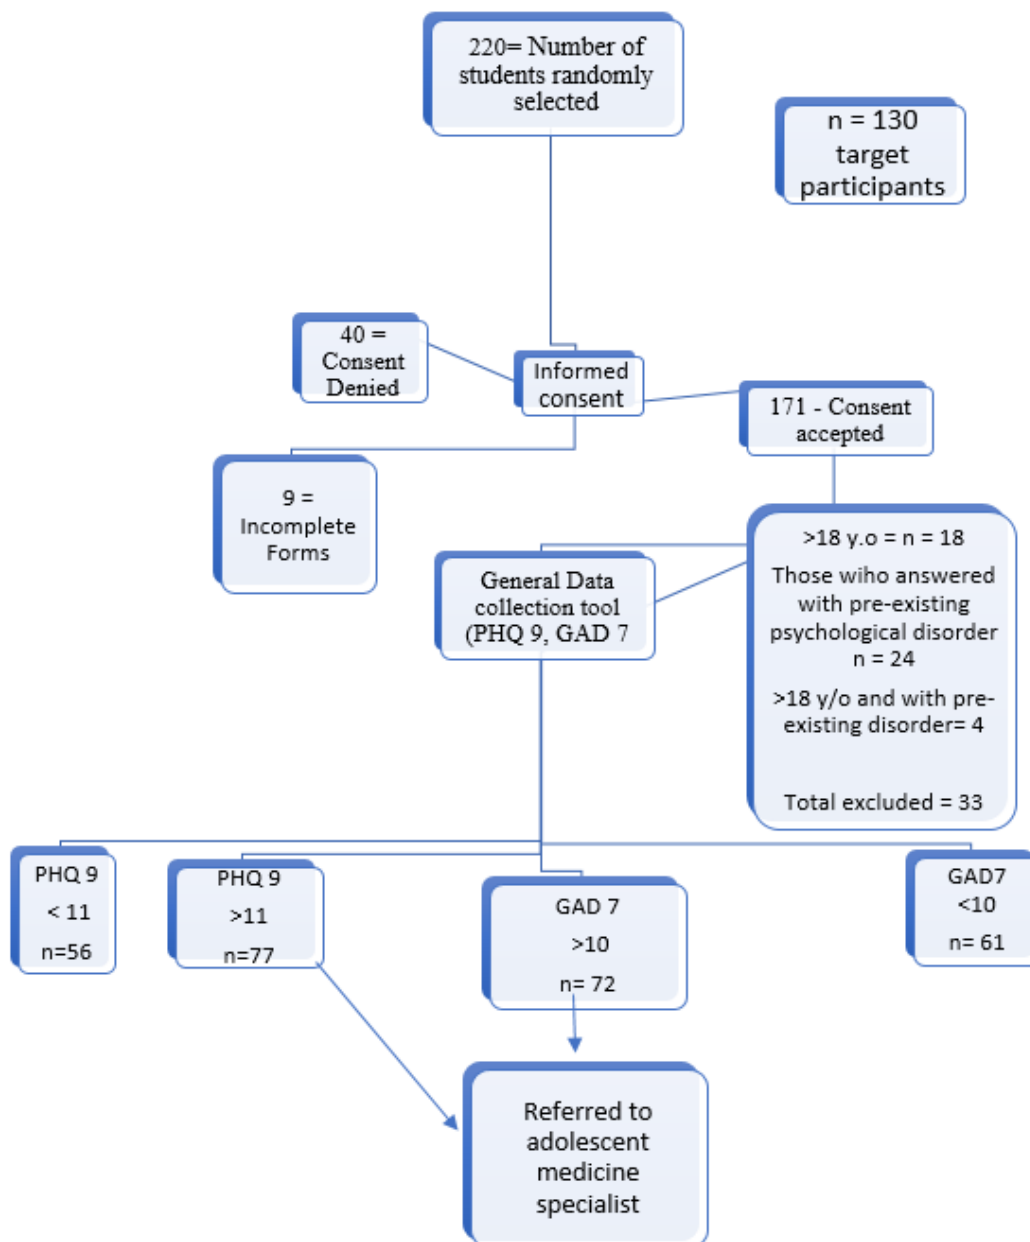 220= Number of
students randomly
selected
n = 130
target
participants
40 =
Consent
Denied
Informed
consent
171 - Consent
accepted
9 =
Incomplete
Forms
General Data
collection tool
(PHQ 9, GAD 7
>18 y.o = n = 18
Those wiho answered
with pre-existing
psychological disorder
n = 24
>18 y/o and with pre-
existing disorder= 4
Total excluded = 33
PHQ 9
< 11
n=56
PHQ 9
>11
n=77
GAD 7
>10
n= 72
GAD7
<10
n= 61
Referred to
adolescent
medicine
specialist